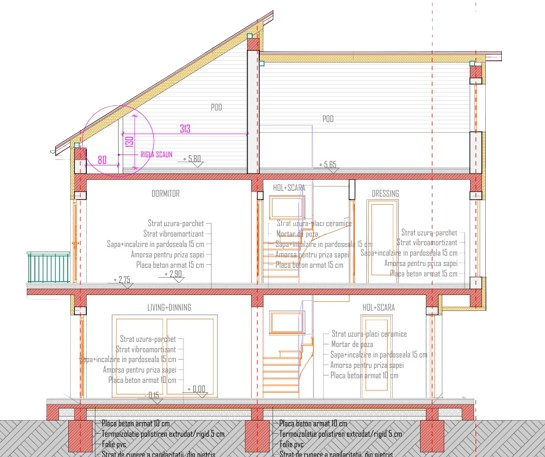 POD
POD
313
130
80
RIGLA SCAUN
+ 5,80
+ 5,65
DORMITOR
HOL+SCARA
DRESSING
Strat uzura-parchet
Strat vibroamortizant
Sapa+incalzire in pardoseala 15 cm
Amorsa pentru priza sapei
Placa beton armat 15 cm
Strat uzura-placi ceramice
Mortar de poza
Sapa+incalzire in pardoseala 15 cm
Amorsa pentru priza sapei
Placa beton armat 15 cm
Strat uzura-parchet
Strat vibroamortizant
Sapa+incalzire in pardoseala 15 cm
Amorsa pentru priza sapei
Placa beton armat 15 cm
+ 2,75
+ 2,90
LIVING+DINNING
HOL+SCARA
Strat uzura-parchet
Strat vibroamortizant
Sapa+incalzire in pardoseala 15 cm
Amorsa pentru priza sapei
Placa beton armat 10 cm
Strat uzura-placi ceramice
Mortar de poza
Sapa+incalzire in pardoseala 15 cm
Amorsa pentru priza sapei
Placa beton armat 10 cm
+ 0,00
Placa beton armat 10 cm
Termoizolatie polistiren extrudat/rigid 5 cm
Folie pvc
Strat de rupere a capilaritatii, din pietris
Placa beton armat 10 cm
Termoizolatie polistiren extrudat/rigid 5 cm
Folie pvc
Strat de rupere a capilaritatii, din pietris